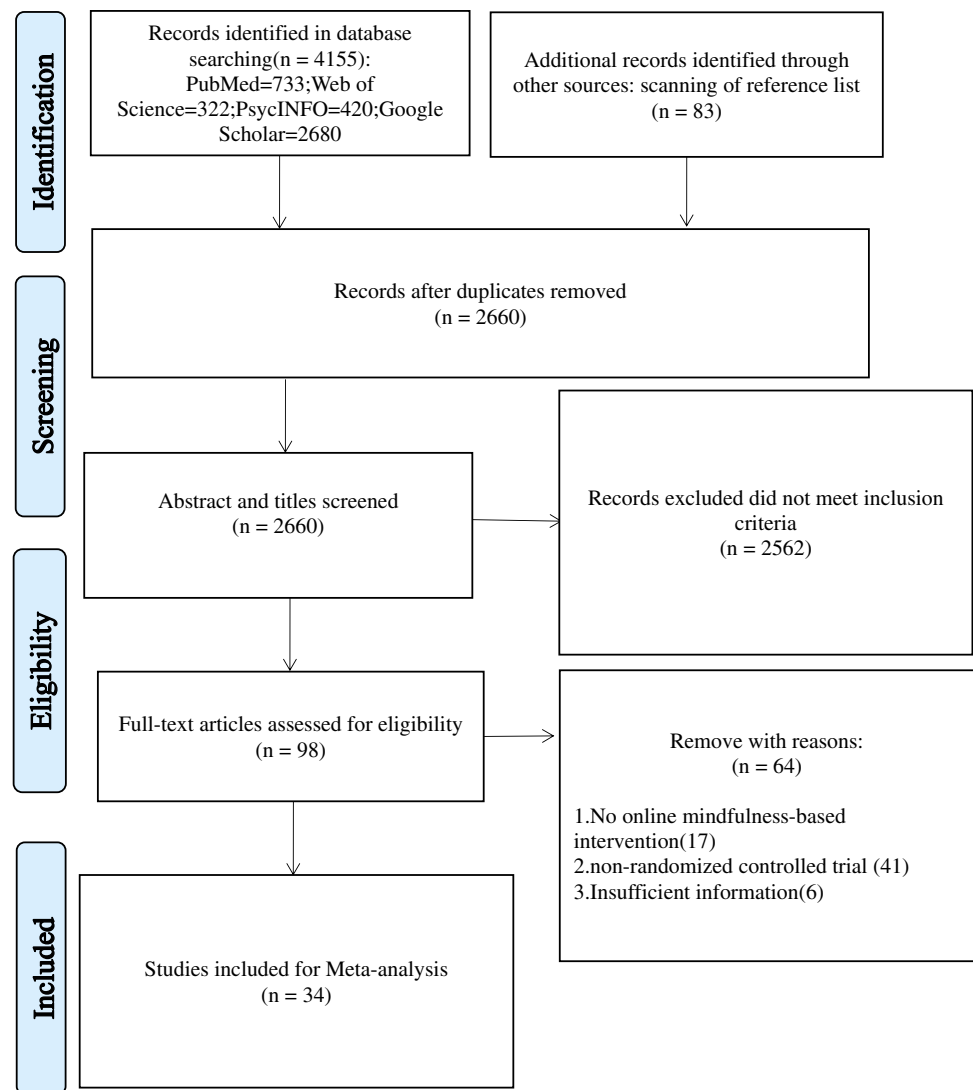 Identification
Records identified in database
searching(n = 4155):
PubMed=733;Web of
Science=322;PsycINFO=420;Google
Scholar=2680
Additional records identified through
other sources: scanning of reference list
(n = 83)
Records after duplicates removed
(n = 2660)
Screening
Abstract and titles screened
(n = 2660)
Records excluded did not meet inclusion
criteria
(n = 2562)
Eligibility
Full-text articles assessed for eligibility
(n = 98)
Remove with reasons:
(n = 64)
1.No online mindfulness-based
intervention(17)
2.non-randomized controlled trial (41)
3.Insufficient information(6)
Included
Studies included for Meta-analysis
(n = 34)